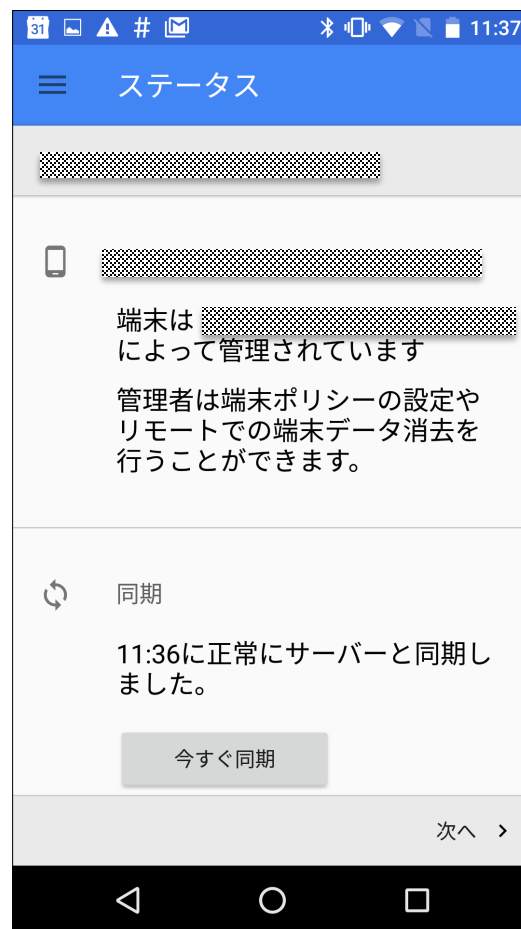 31 # 11:37
ステータス
端末は
によって管理されています
管理者は端末ポリシーの設定や
リモートでの端末データ消去を
行うことができます。
同期
11:36に正常にサーバーと同期し
ました。
今すぐ同期
次へ